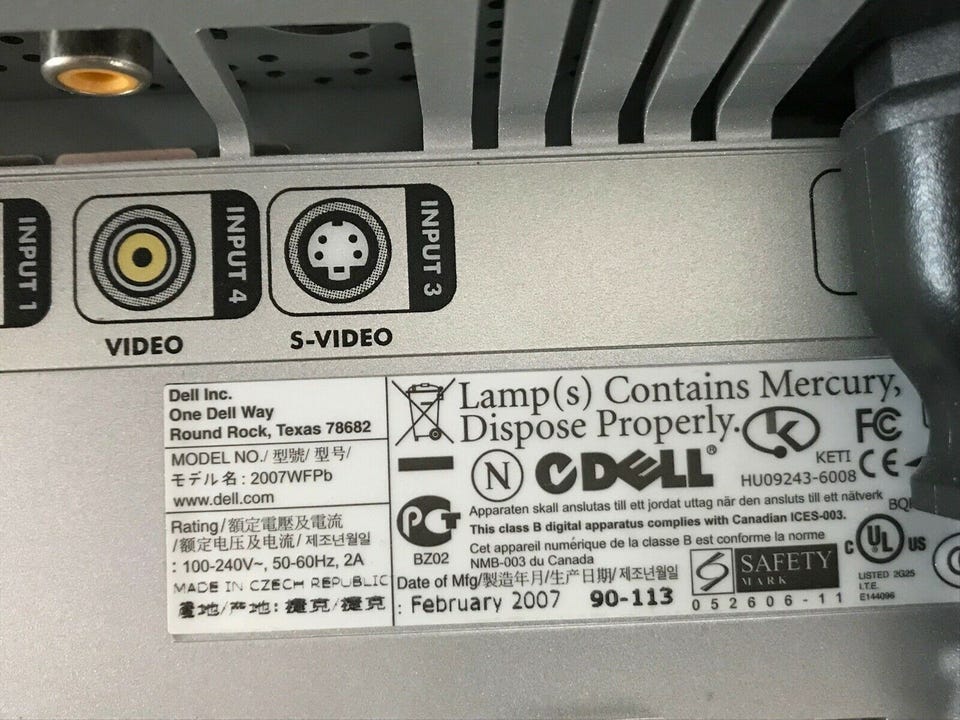 INPUT 1
INPUT 4
INPUT 3
VIDEO
S-VIDEO
Dell Inc.
One Dell Way
Round Rock, Texas 78682
MODEL NO./ 型號/ 型号/
モデル名 : 2007WFPb
www.dell.com
Rating/額定電壓及電流
/额定电压及电流/ 제조년월일
: 100-240V~, 50-60Hz, 2A
MADE IN CZECH REPUBLIC
產地/产地: 捷克/捷克
Lamp(s) Contains Mercury,
Dispose Properly.
N
DELL®
K
KETI
HU09243-6008
FC
CE
PCT
BZ02
Apparaten skall anslutas till ett jordat uttag när den ansluts till ett nätverk
This class B digital apparatus complies with Canadian ICES-003.
Cet appareil numérique de la classe B est conforme la norme
NMB-003 du Canada
Date of Mfg/製造年月/生产日期/ 제조년월일
: February 2007
90-113
S
SAFETY
MARK
052606-11
C UL US
LISTED 2G25
I.T.E.
E144096